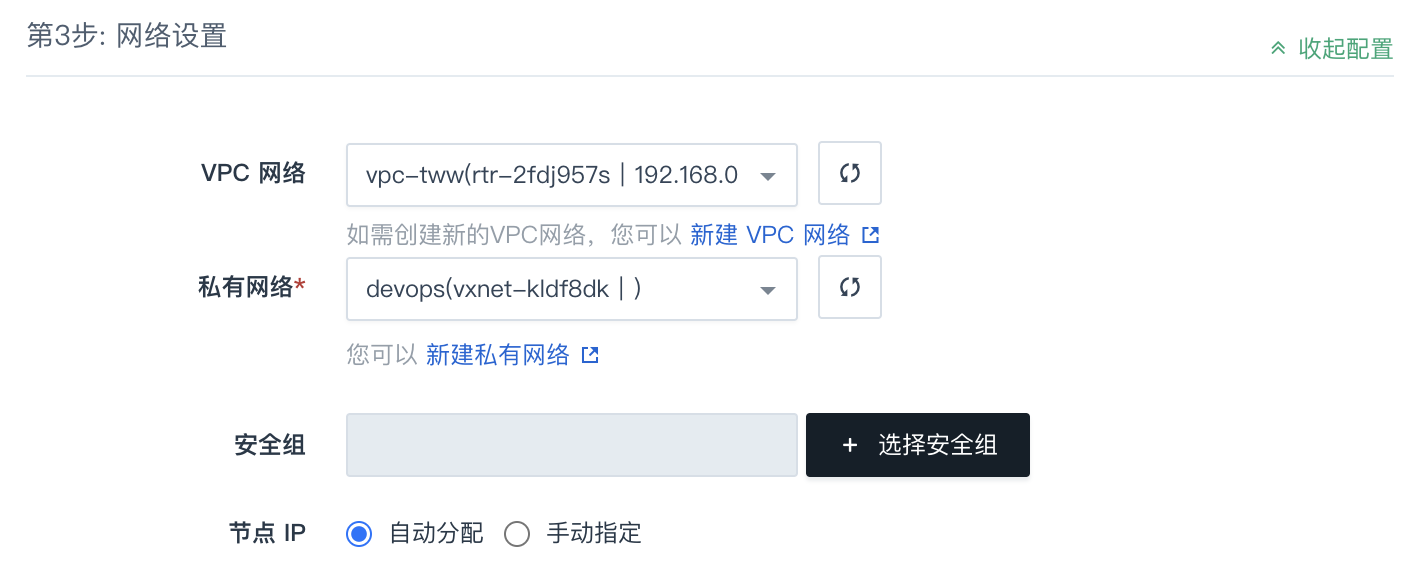 第3步: 网络设置
收起配置
VPC 网络 vpc-tww(rtr-2fdj957s | 192.168.0
如需创建新的VPC网络，您可以 新建 VPC 网络
私有网络* devops(vxnet-kldf8dk | )
您可以 新建私有网络
安全组 + 选择安全组
节点 IP 自动分配 手动指定